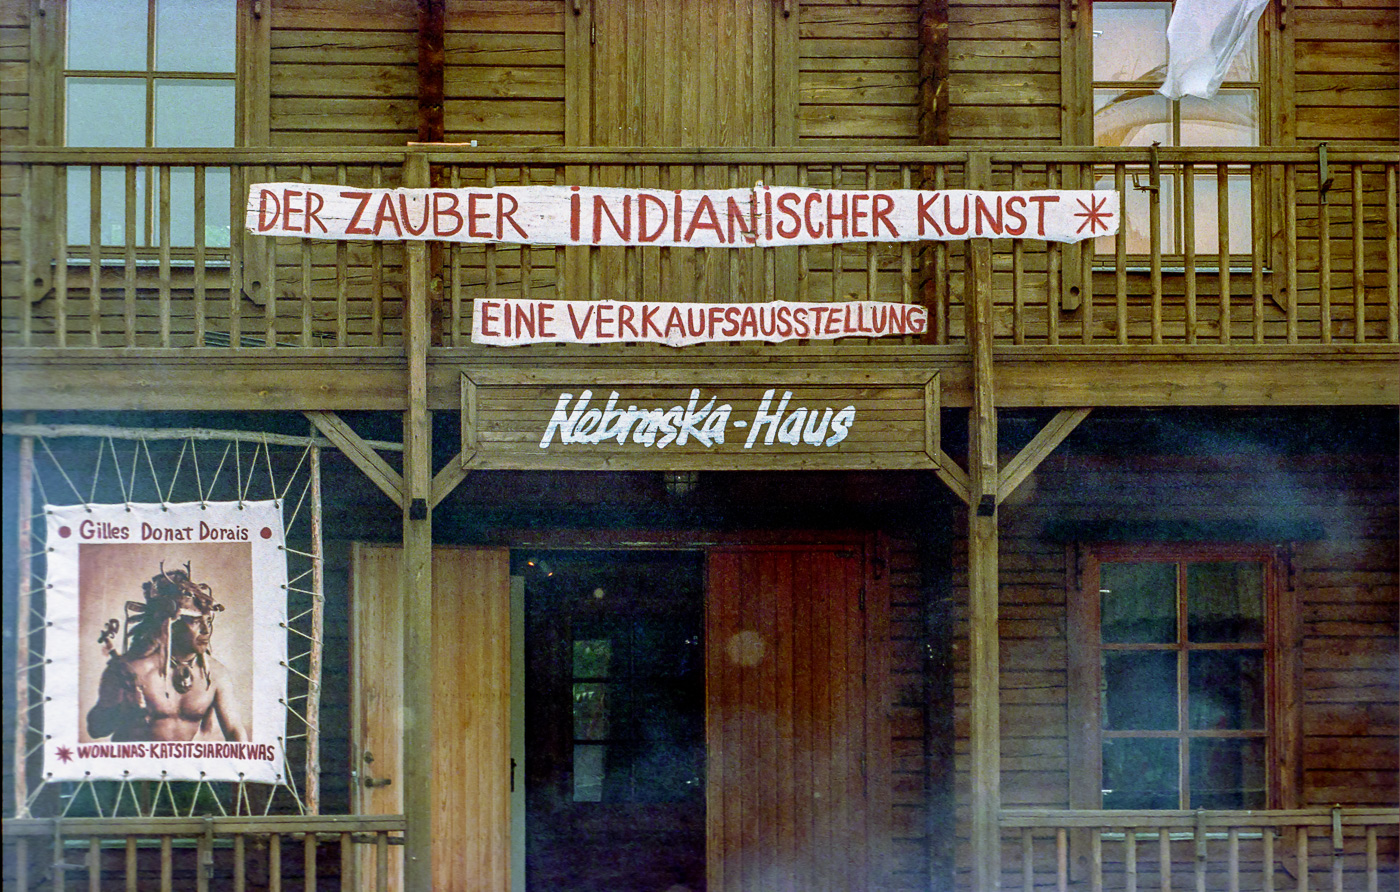 DER ZAUBER INDIANISCHER KUNST
EINE VERKAUFSAUSSTELLUNG
Nebraska-Haus
Gilles Donat Dorais
WONLINAS-KATSITSIARONKWAS